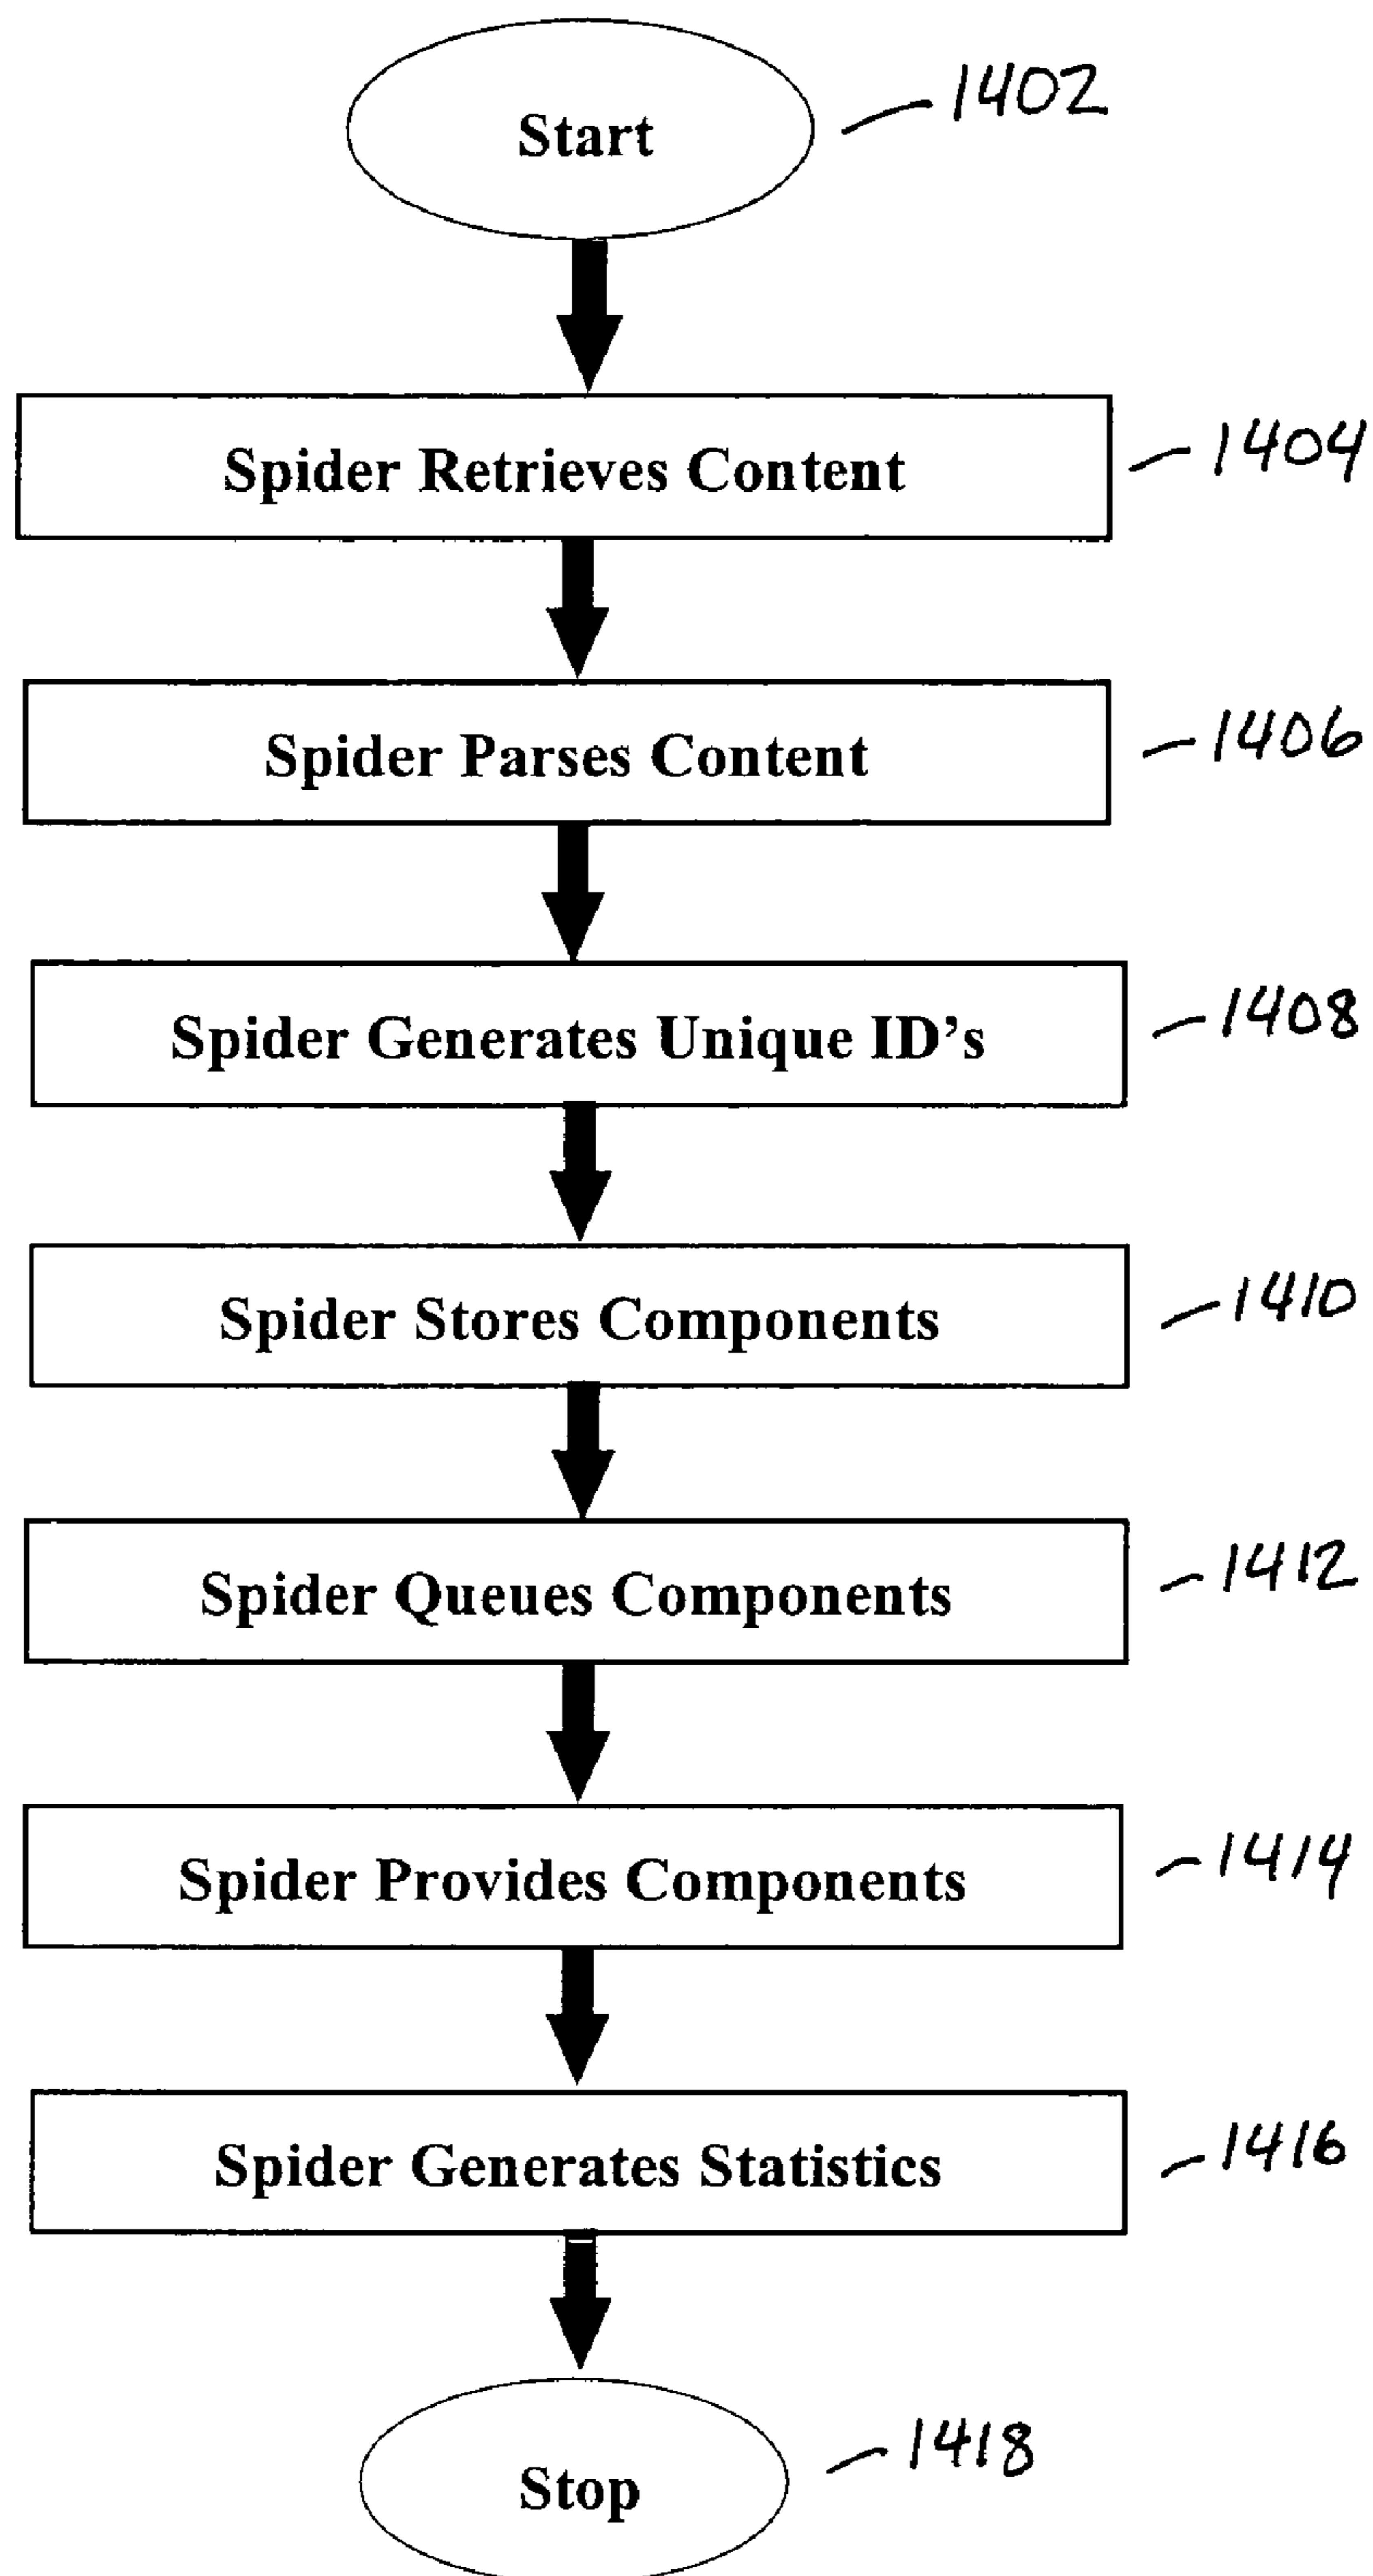 Start
1402
Spider Retrieves Content
1404
Spider Parses Content
1406
Spider Generates Unique ID’s
1408
Spider Stores Components
1410
Spider Queues Components
1412
Spider Provides Components
1414
Spider Generates Statistics
1416
Stop
1418